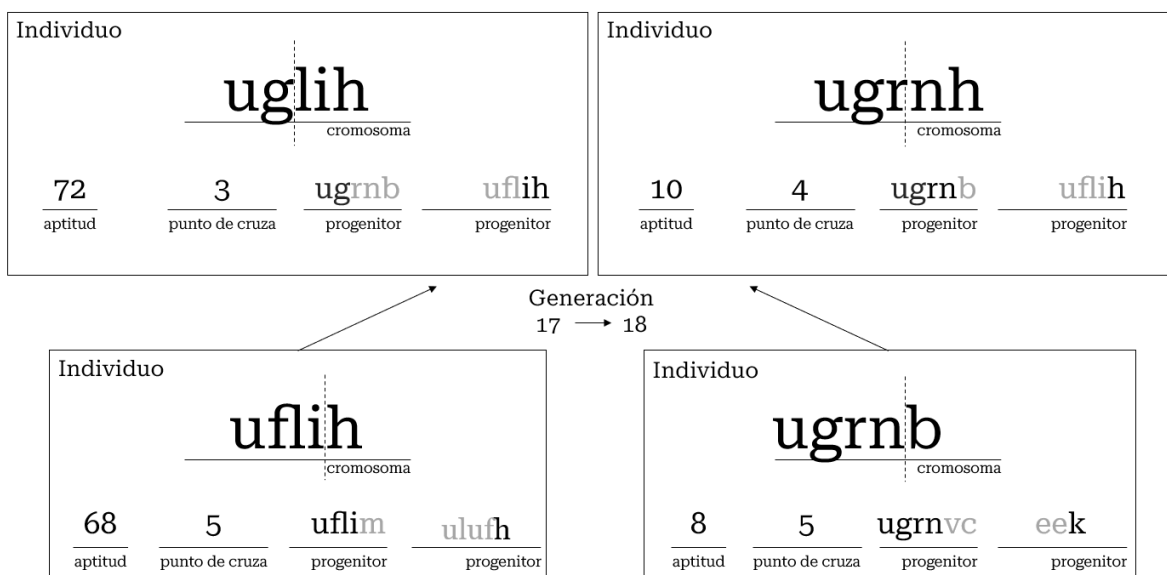 Individuo
uglih
cromosoma
72 3 ugrnb uflih
aptitud punto de cruza progenitor progenitor
Individuo
ugrnh
cromosoma
10 4 ugrnb uflih
aptitud punto de cruza progenitor progenitor
Generación
17 → 18
Individuo
uflih
cromosoma
68 5 uflim ulufh
aptitud punto de cruza progenitor progenitor
Individuo
ugrnb
cromosoma
8 5 ugrnvc eek
aptitud punto de cruza progenitor progenitor